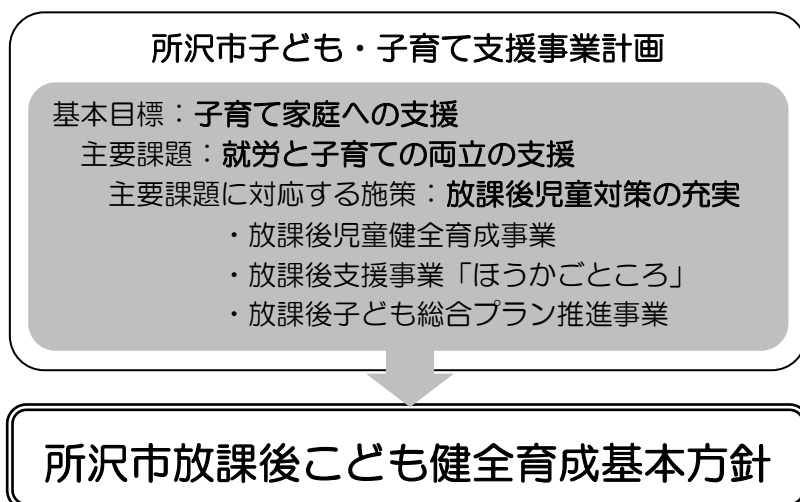 所沢市子ども・子育て支援事業計画
基本目標：子育て家庭への支援
主要課題：就労と子育ての両立の支援
主要課題に対応する施策：放課後児童対策の充実
・放課後児童健全育成事業
・放課後支援事業「ほうかごところ」
・放課後子ども総合プラン推進事業
所沢市放課後こども健全育成基本方針